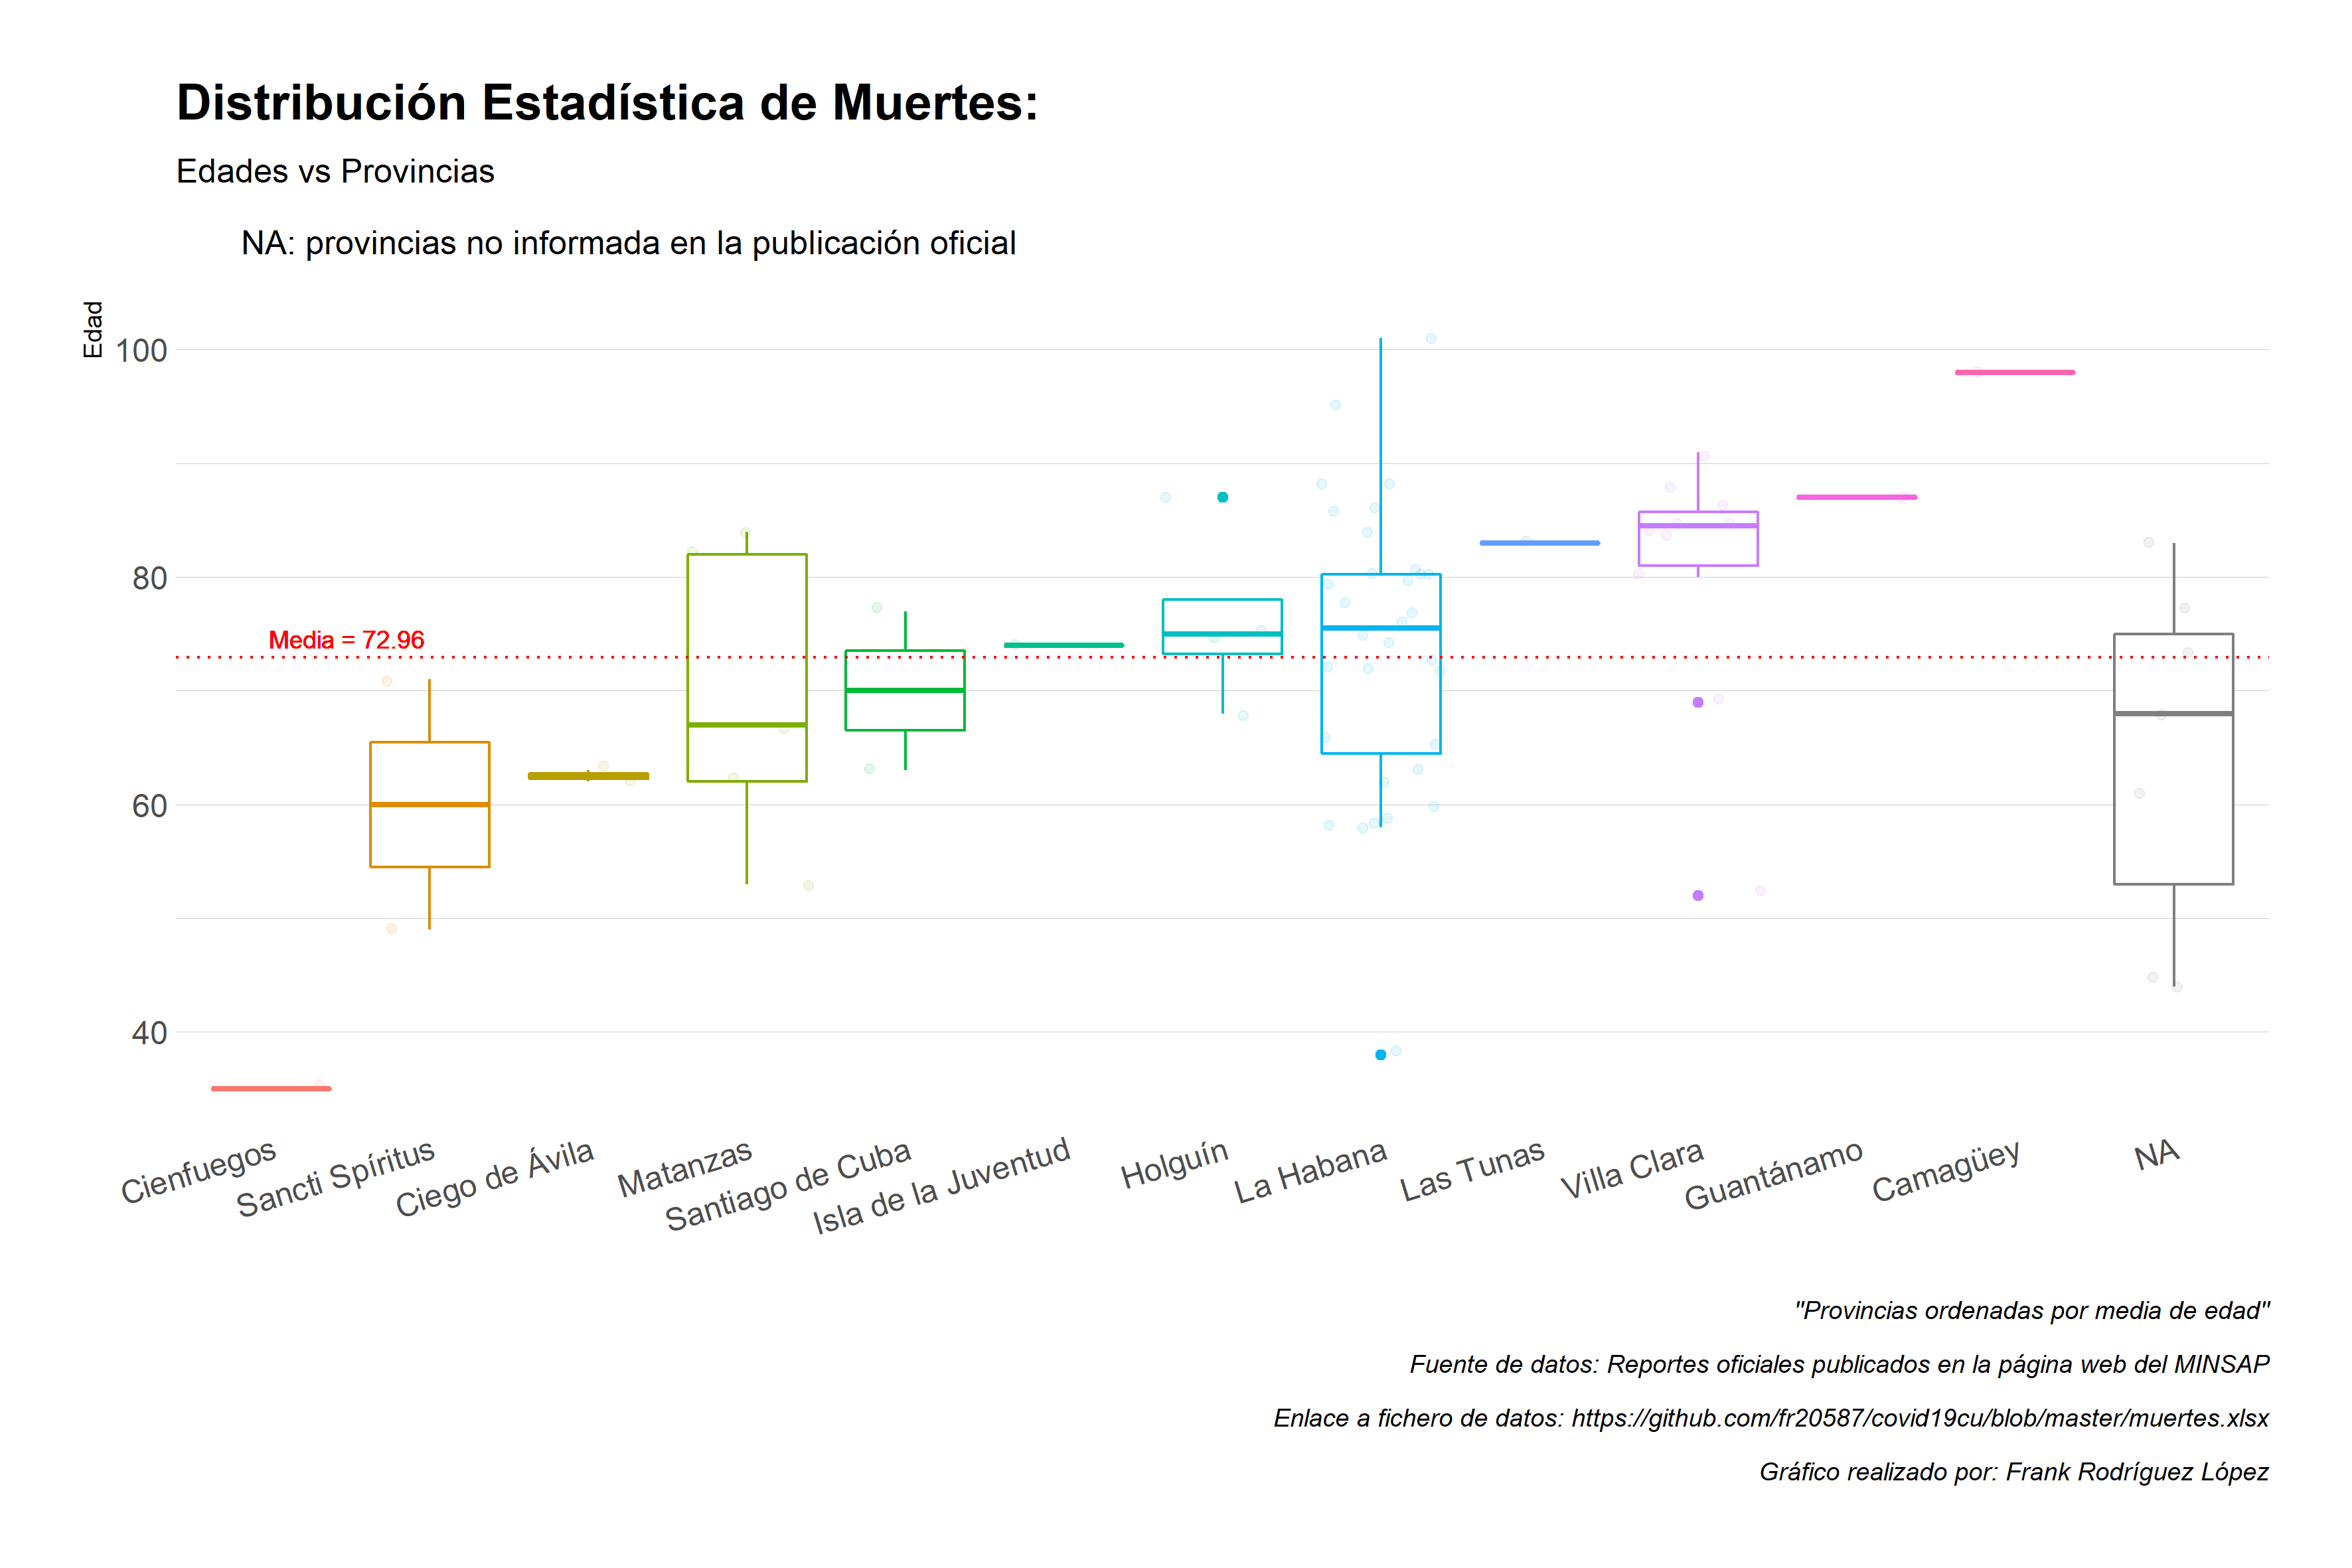 Distribución Estadística de Muertes:
Edades vs Provincias
NA: provincias no informada en la publicación oficial
Edad
100
80
60
40
Media = 72.96
Cienfuegos
Sancti Spíritus
Ciego de Ávila
Matanzas
Santiago de Cuba
Isla de la Juventud
Holguín
La Habana
Las Tunas
Villa Clara
Guantánamo
Camagüey
NA
"Provincias ordenadas por media de edad"
Fuente de datos: Reportes oficiales publicados en la página web del MINSAP
Enlace a fichero de datos: https://github.com/fr20587/covid19cu/blob/master/muertes.xlsx
Gráfico realizado por: Frank Rodríguez López